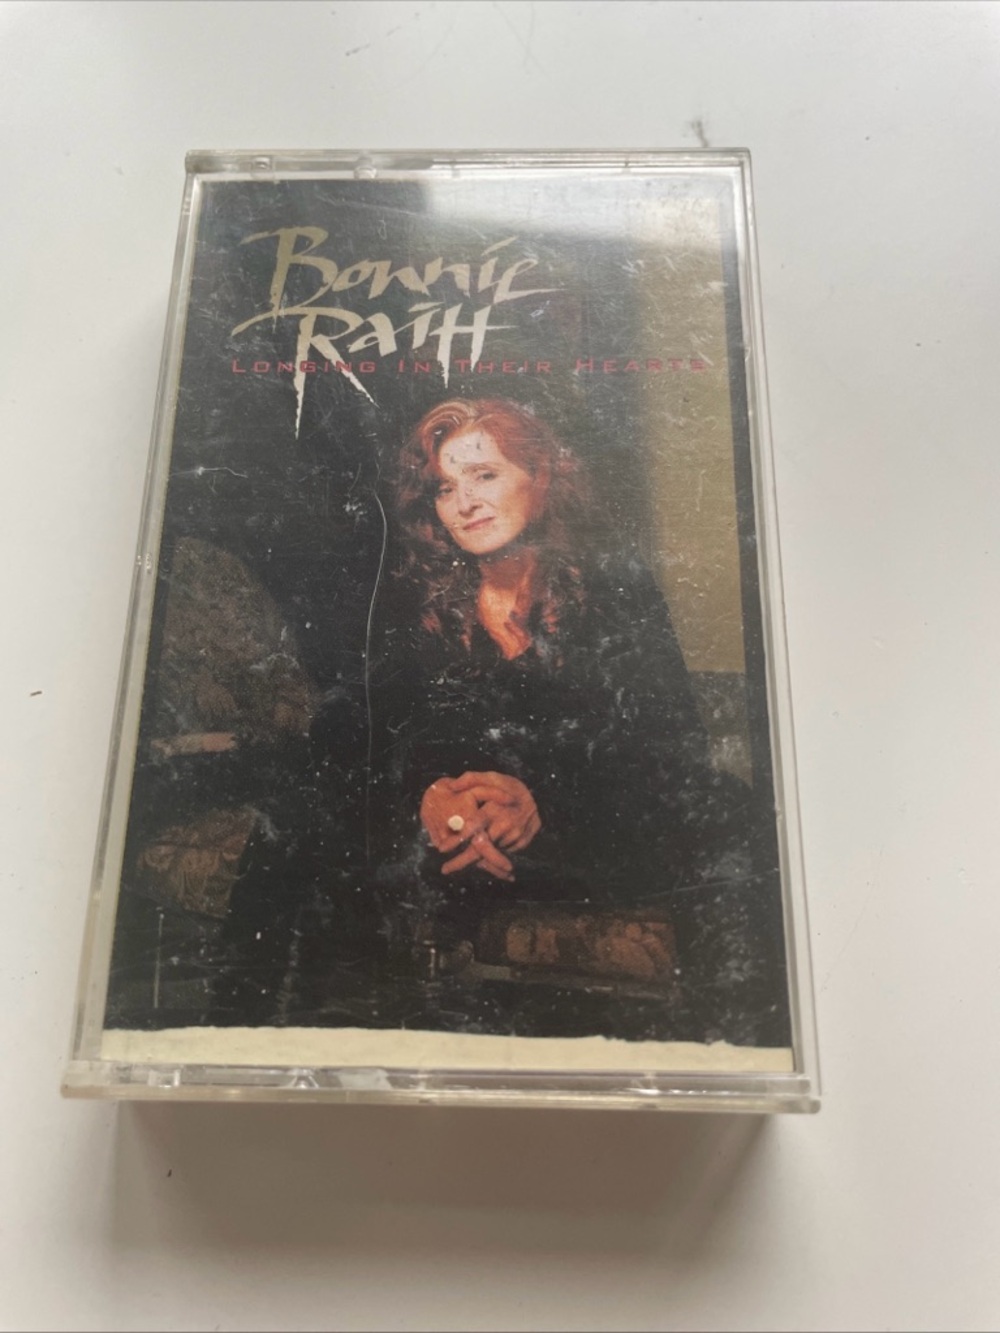 Bonnie
Raitt
Longing In Their Hearts